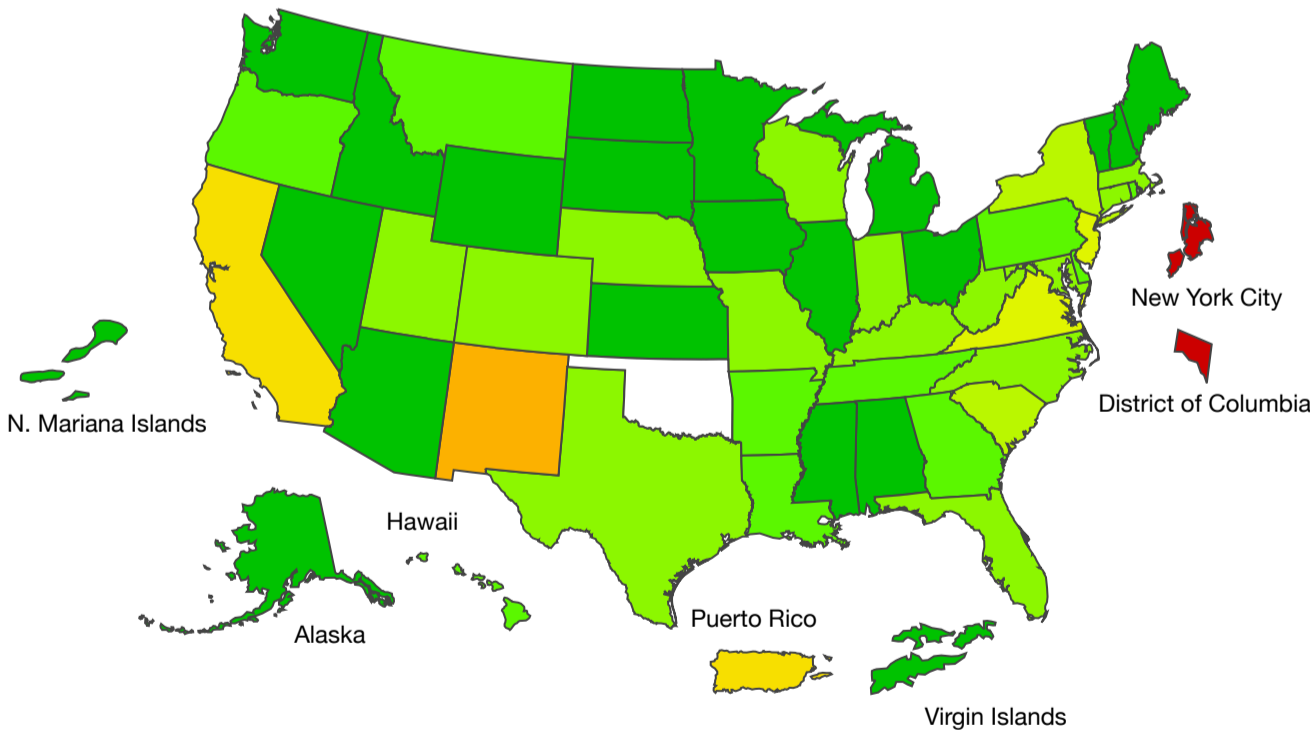 New York City
District of Columbia
N. Mariana Islands
Hawaii
Alaska
Puerto Rico
Virgin Islands